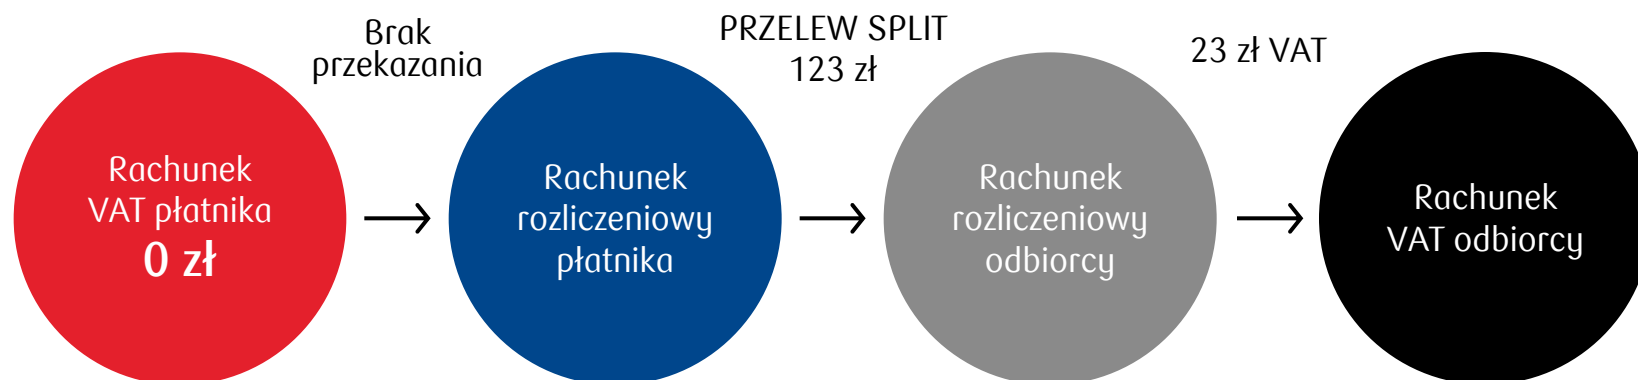 Brak
przekazania
PRZELEW SPLIT
123 zł
23 zł VAT
Rachunek
VAT płatnika
0 zł
Rachunek
rozliczeniowy
płatnika
Rachunek
rozliczeniowy
odbiorcy
Rachunek
VAT odbiorcy